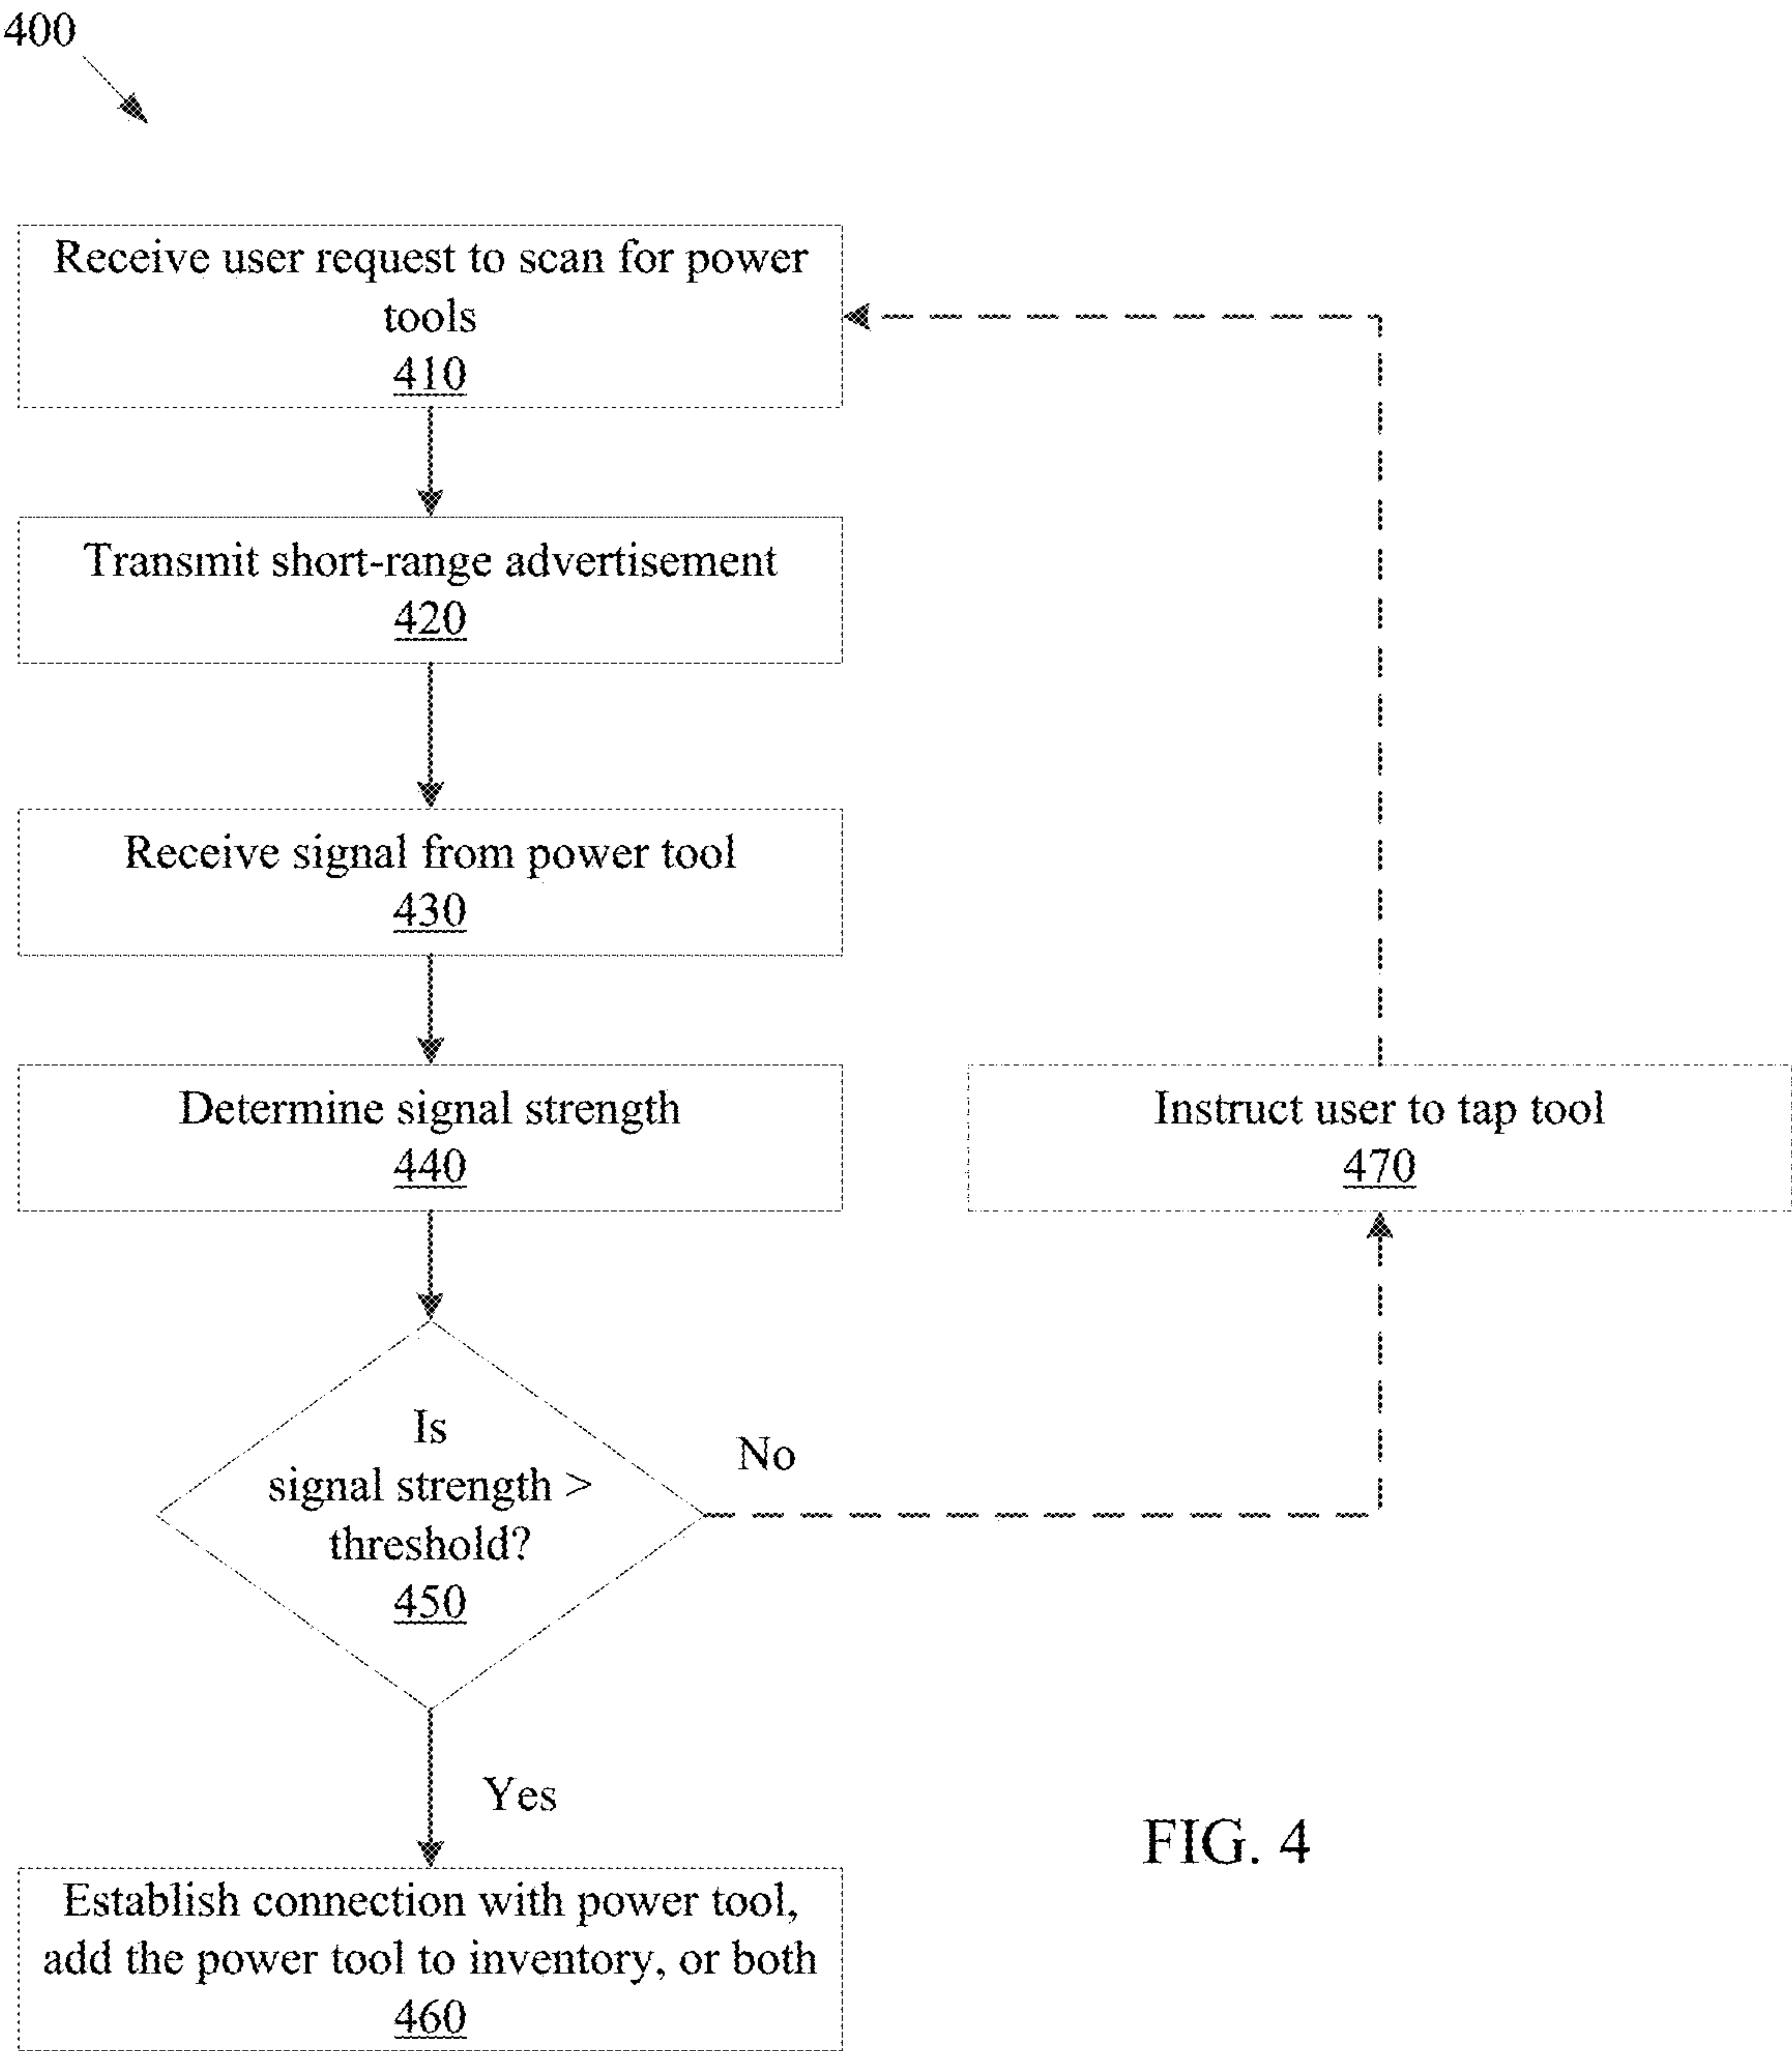 400
Receive user request to scan for power
tools
410
Transmit short-range advertisement
420
Receive signal from power tool
430
Determine signal strength
440
Instruct user to tap tool
470
Is
signal strength >
threshold?
450
No
Yes
Establish connection with power tool,
add the power tool to inventory, or both
460
FIG. 4